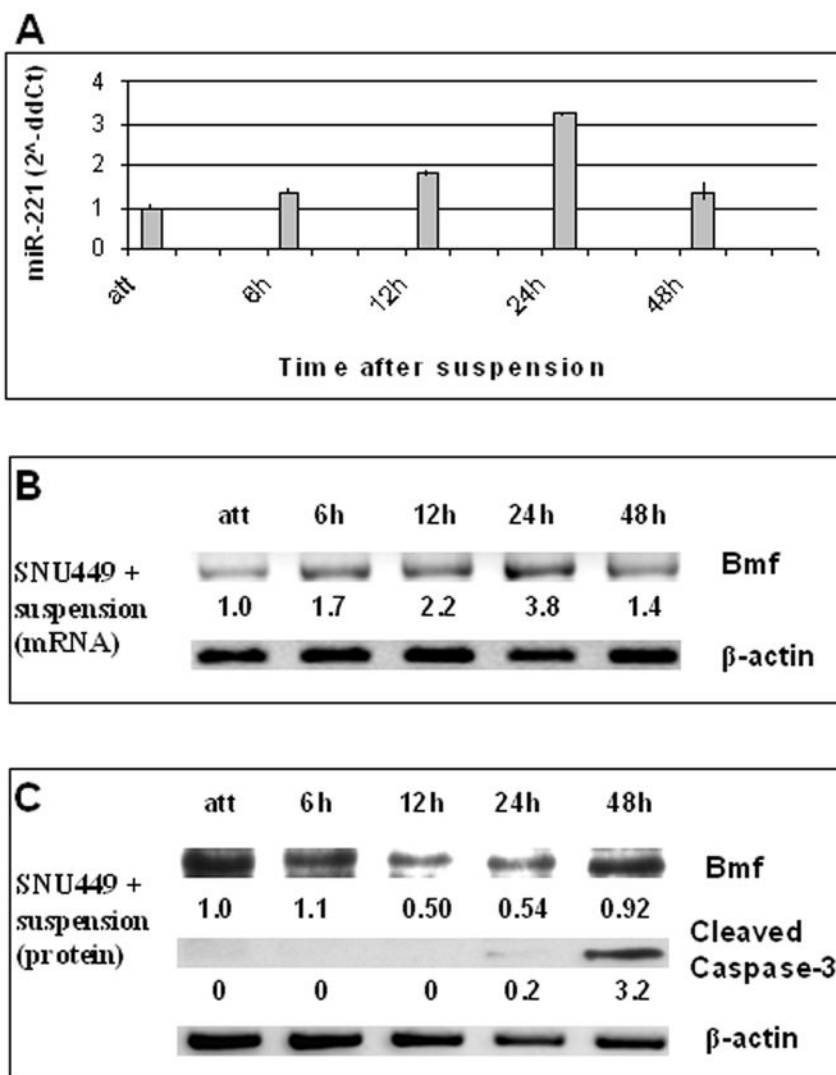 A
miR-221 (2^-ddCt)
4
3
2
1
0
att
6h
12h
24h
48h
Time after suspension
B
att 6h 12h 24h 48h
SNU449 +
suspension
(mRNA)
Bmf
1.0 1.7 2.2 3.8 1.4
β-actin
C
att 6h 12h 24h 48h
SNU449 +
suspension
(protein)
Bmf
1.0 1.1 0.50 0.54 0.92
Cleaved
Caspase-3
0 0 0 0.2 3.2
β-actin